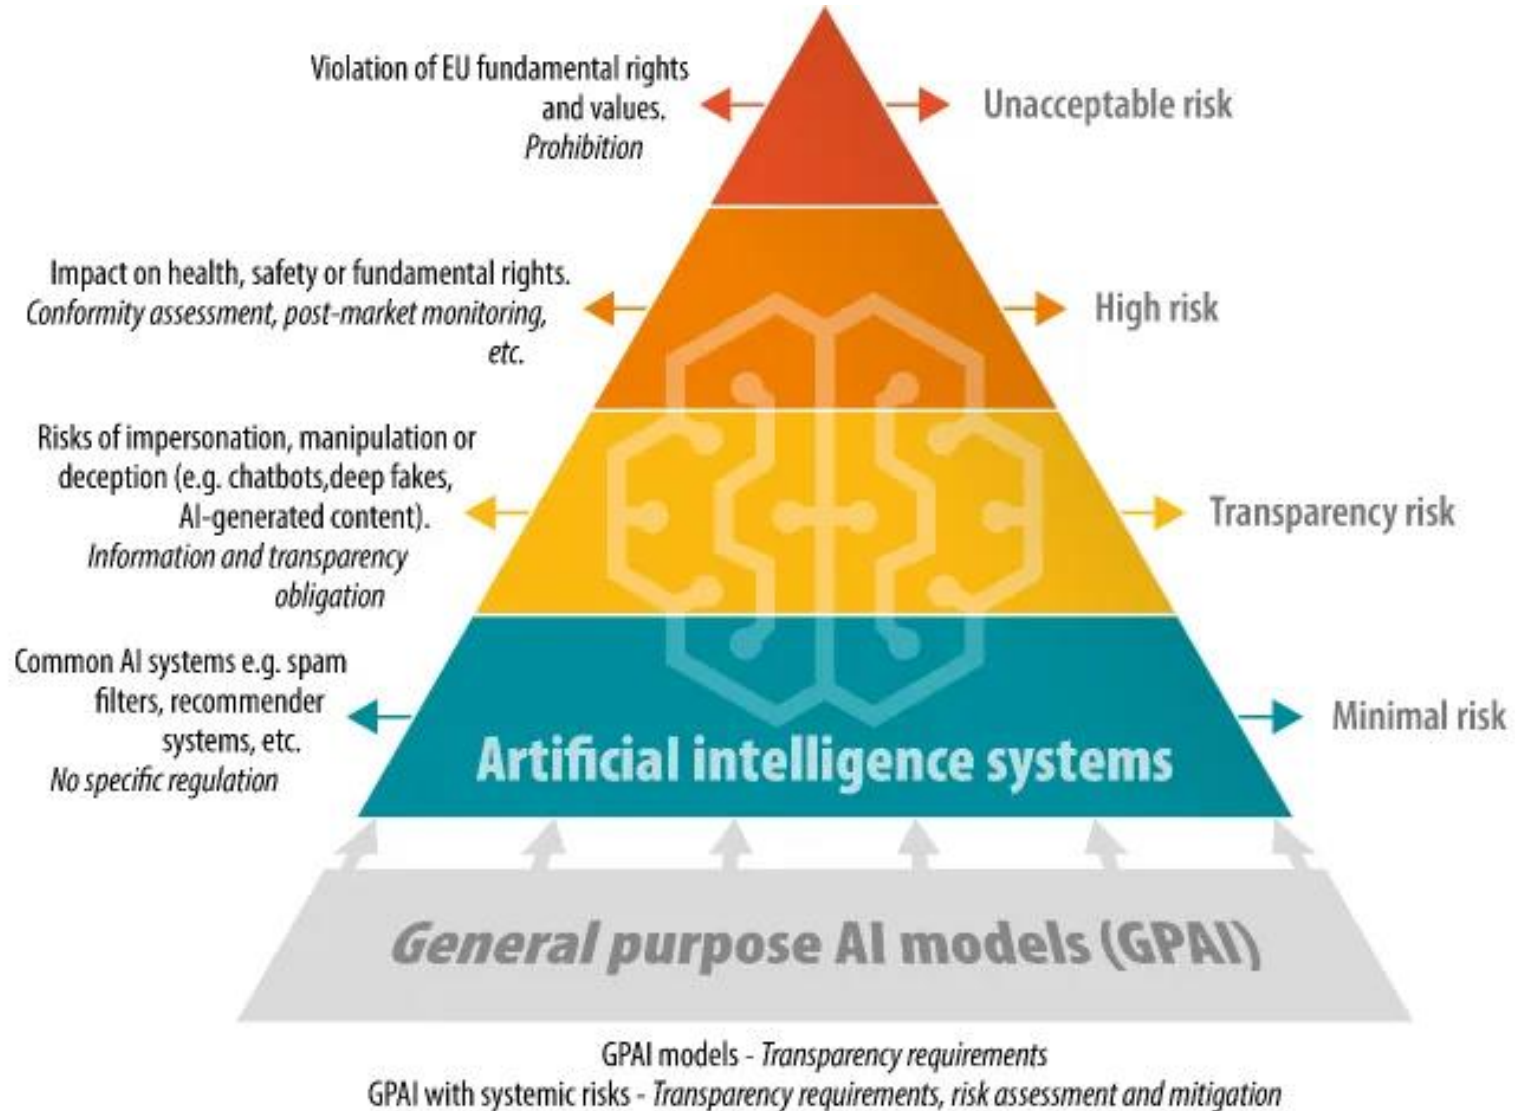 Violation of EU fundamental rights
and values.
Prohibition
Unacceptable risk
Impact on health, safety or fundamental rights.
Conformity assessment, post-market monitoring,
etc.
High risk
Risks of impersonation, manipulation or
deception (e.g. chatbots,deep fakes,
AI-generated content).
Information and transparency
obligation
Transparency risk
Common AI systems e.g. spam
filters, recommender
systems, etc.
No specific regulation
Minimal risk
Artificial intelligence systems
General purpose AI models (GPAI)
GPAI models - Transparency requirements
GPAI with systemic risks - Transparency requirements, risk assessment and mitigation